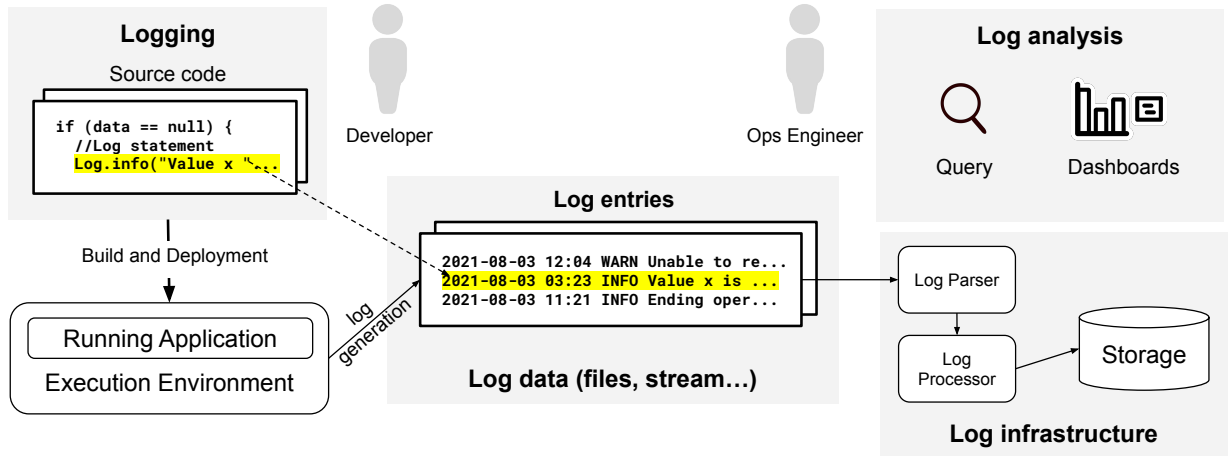 Logging
Source code
if (data == null) {
//Log statement
Log.info("Value x "...
Build and Deployment
Running Application
Execution Environment
Developer
Ops Engineer
log
generation
Log entries
2021-08-03 12:04 WARN Unable to re...
2021-08-03 03:23 INFO Value x is ...
2021-08-03 11:21 INFO Ending oper...
Log data (files, stream…)
Log analysis
Query
Dashboards
Log Parser
Log
Processor
Storage
Log infrastructure